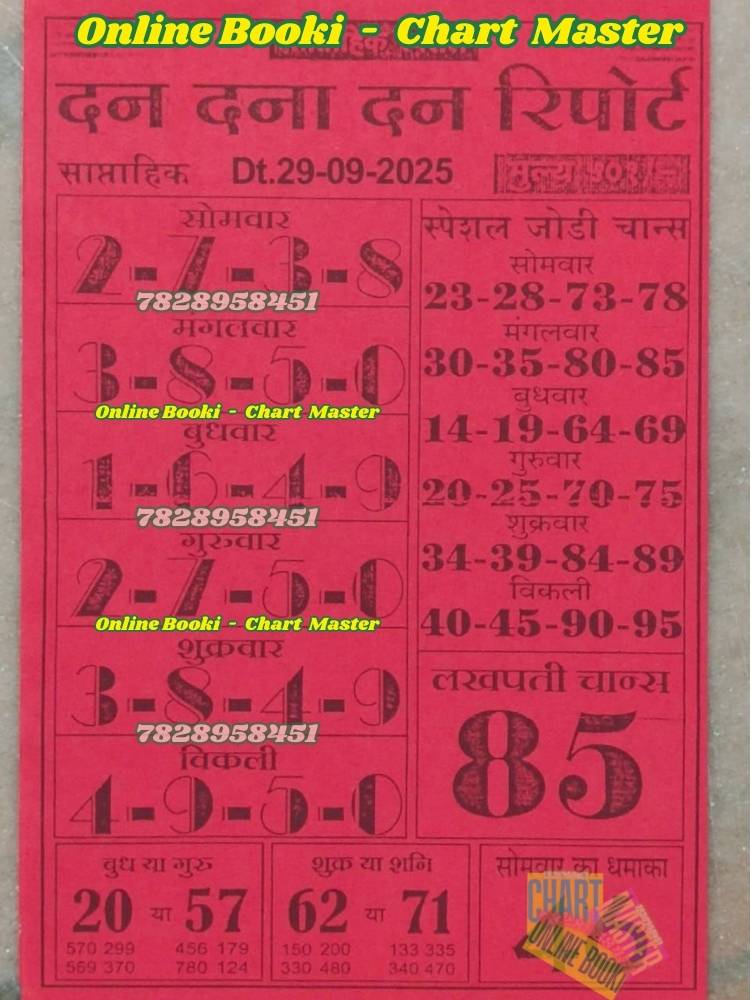 Online Booki - Chart Master
दन दना दन रिपोर्ट
साप्ताहिक Dt.29-09-2025 मुल्य
सोमवार
2-7-3-8
7828958451
मंगलवार
3-8-5-0
Online Booki - Chart Master
बुधवार
1-6-4-9
7828958451
गुरुवार
2-7-5-0
Online Booki - Chart Master
शुक्रवार
3-8-4-9
7828958451
विकली
4-9-5-0
स्पेशल जोडी चान्स
सोमवार
23-28-73-78
मंगलवार
30-35-80-85
बुधवार
14-19-64-69
गुरुवार
20-25-70-75
शुक्रवार
34-39-84-89
विकली
40-45-90-95
लखपती चान्स
85
बुध या गुरु
20 या 57
570 299 456 179
569 370 780 124
शुक्र या शनि
62 या 71
150 200 133 335
330 480 340 470
सोमवार का धमाका
CHART MASTER
ONLINE BOOKI